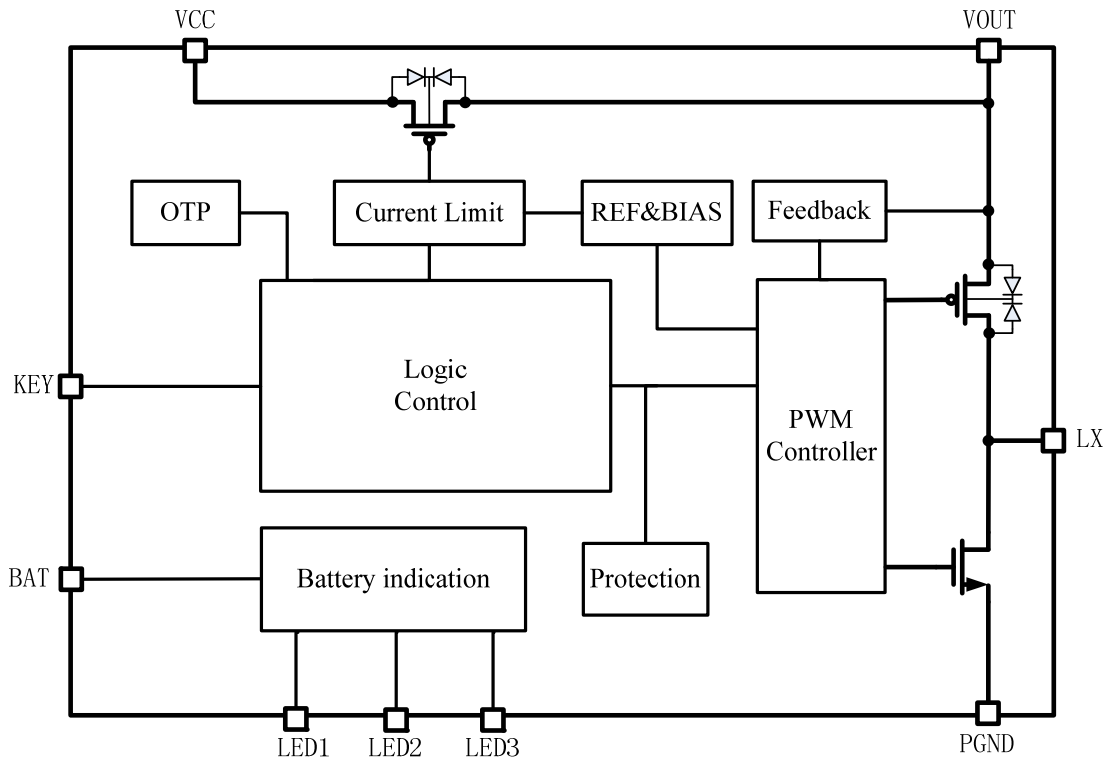 VCC
VOUT
OTP
Current Limit
REF&BIAS
Feedback
KEY
Logic
Control
PWM
Controller
LX
BAT
Battery indication
Protection
LED1
LED2
LED3
PGND